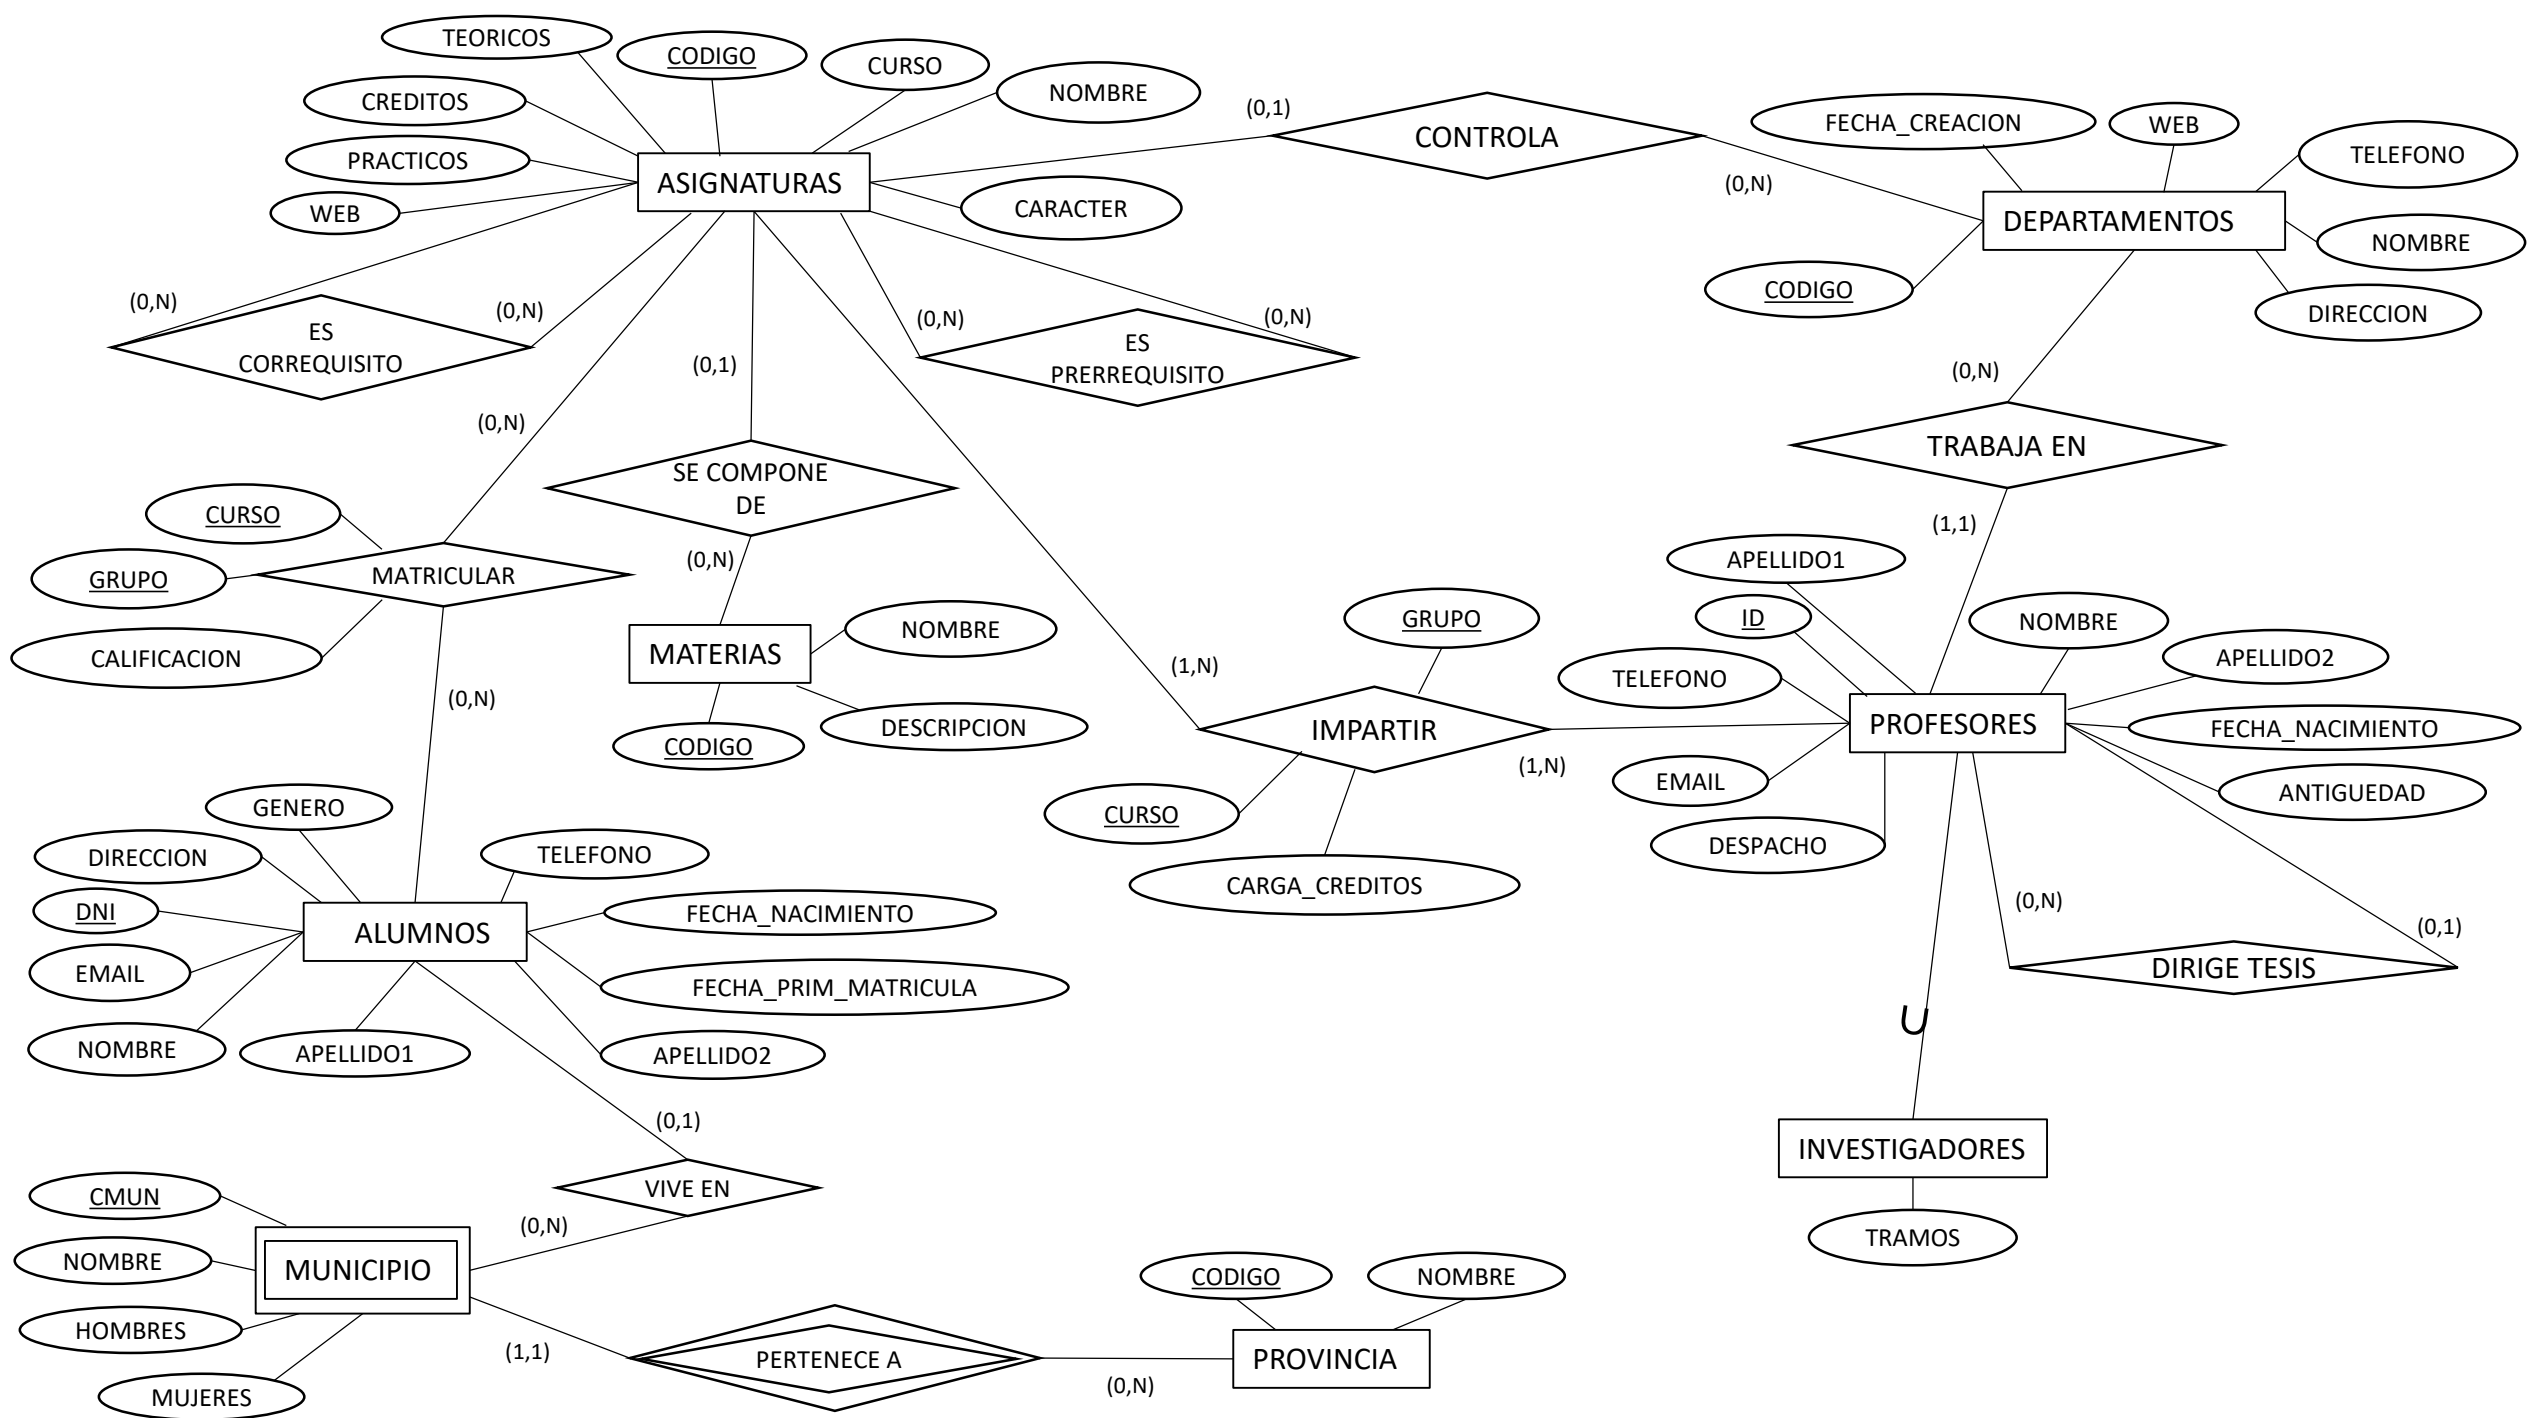 TEORICOS
CODIGO
CURSO
NOMBRE
CREDITOS
PRACTICOS
WEB
ASIGNATURAS
CARACTER
(0,1)
CONTROLA
(0,N)
FECHA_CREACION
WEB
TELEFONO
DEPARTAMENTOS
NOMBRE
CODIGO
DIRECCION
(0,N)
ES
CORREQUISITO
(0,N)
(0,N)
ES
PRERREQUISITO
(0,N)
(0,1)
(0,N)
(0,N)
TRABAJA EN
(1,1)
SE COMPONE
DE
(0,N)
CURSO
GRUPO
MATRICULAR
CALIFICACION
(0,N)
MATERIAS
NOMBRE
DESCRIPCION
CODIGO
(1,N)
GRUPO
IMPARTIR
(1,N)
CURSO
CARGA_CREDITOS
APELLIDO1
ID
NOMBRE
APELLIDO2
TELEFONO
PROFESORES
FECHA_NACIMIENTO
EMAIL
ANTIGUEDAD
DESPACHO
(0,N)
(0,1)
DIRIGE TESIS
U
INVESTIGADORES
TRAMOS
GENERO
DIRECCION
TELEFONO
DNI
ALUMNOS
FECHA_NACIMIENTO
EMAIL
FECHA_PRIM_MATRICULA
NOMBRE
APELLIDO1
APELLIDO2
(0,1)
VIVE EN
(0,N)
CMUN
NOMBRE
MUNICIPIO
HOMBRES
MUJERES
(1,1)
PERTENECE A
(0,N)
CODIGO
NOMBRE
PROVINCIA